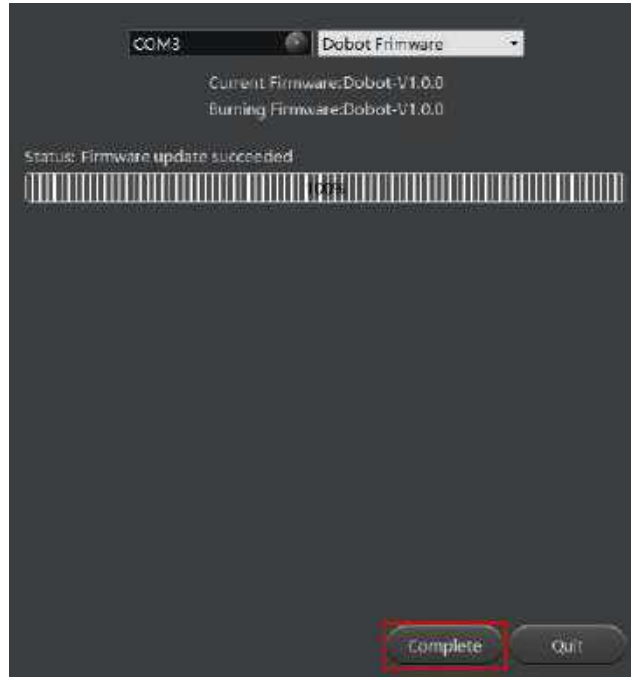 COM3 Dobot Frimware
Current Firmware:Dobot-V1.0.0
Burning Firmware:Dobot-V1.0.0
Status: Firmware update succeeded
100%
Complete Quit